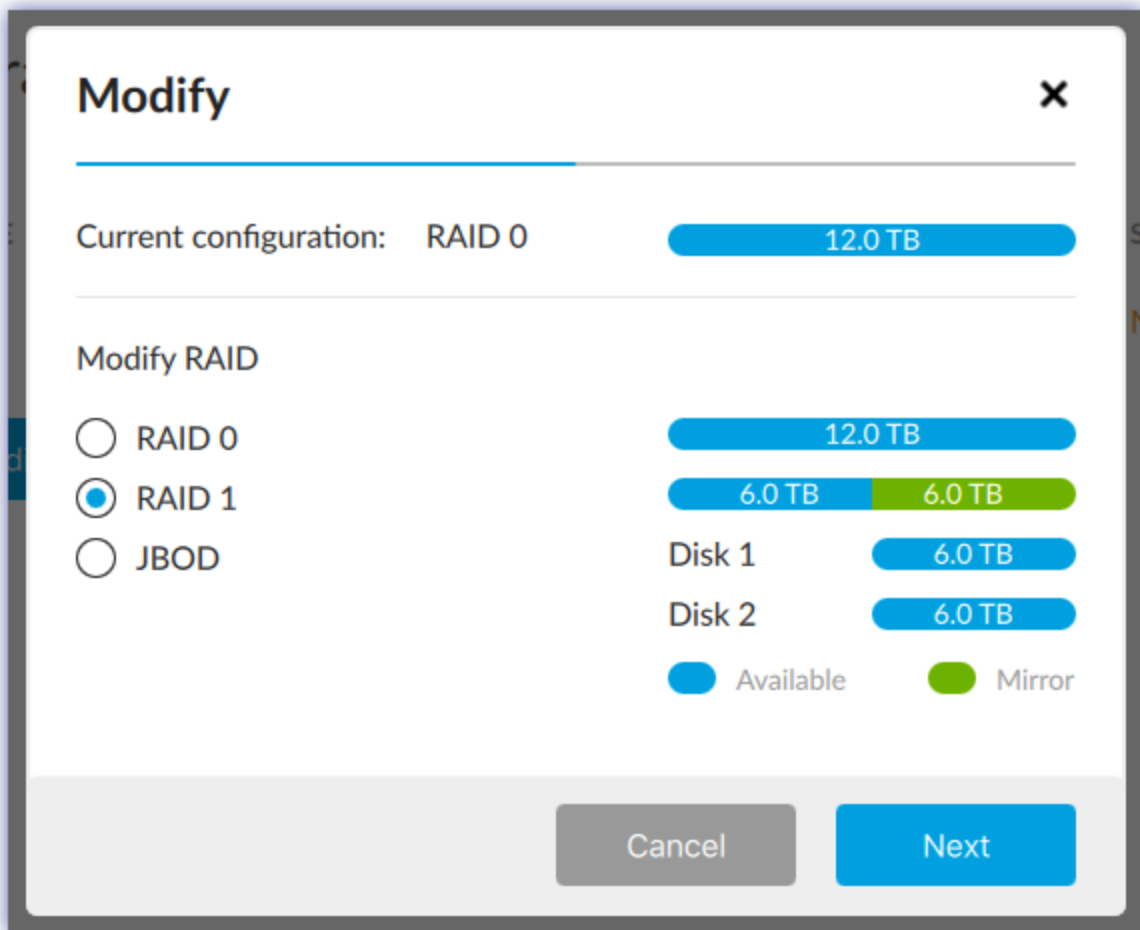 Modify
Current configuration: RAID 0 12.0 TB
Modify RAID
RAID 0 12.0 TB
RAID 1 6.0 TB 6.0 TB
JBOD Disk 1 6.0 TB
Disk 2 6.0 TB
Available Mirror
Cancel Next